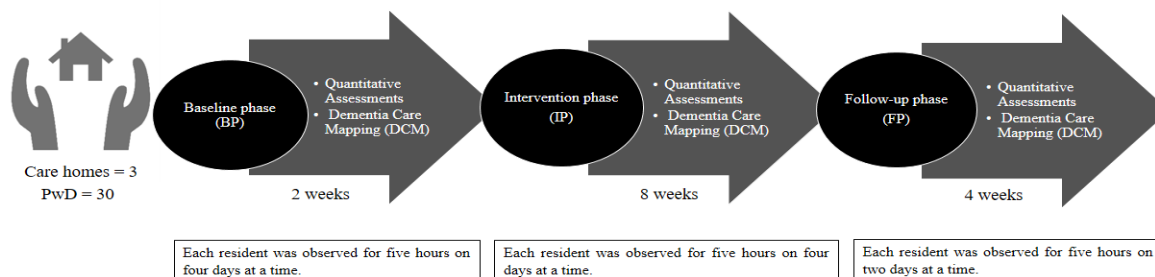 Care homes = 3
PwD = 30
Baseline phase
(BP)
• Quantitative
Assessments
• Dementia Care
Mapping (DCM)
2 weeks
Intervention phase
(IP)
• Quantitative
Assessments
• Dementia Care
Mapping (DCM)
8 weeks
Follow-up phase
(FP)
• Quantitative
Assessments
• Dementia Care
Mapping (DCM)
4 weeks
Each resident was observed for five hours on
four days at a time.
Each resident was observed for five hours on four
days at a time.
Each resident was observed for five hours on
two days at a time.